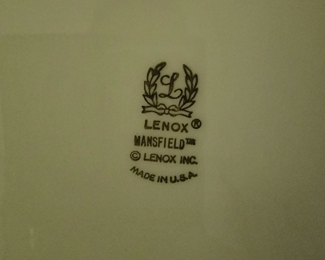 L
LENOX®
MANSFIELD™
© LENOX INC.
MADE IN U.S.A.